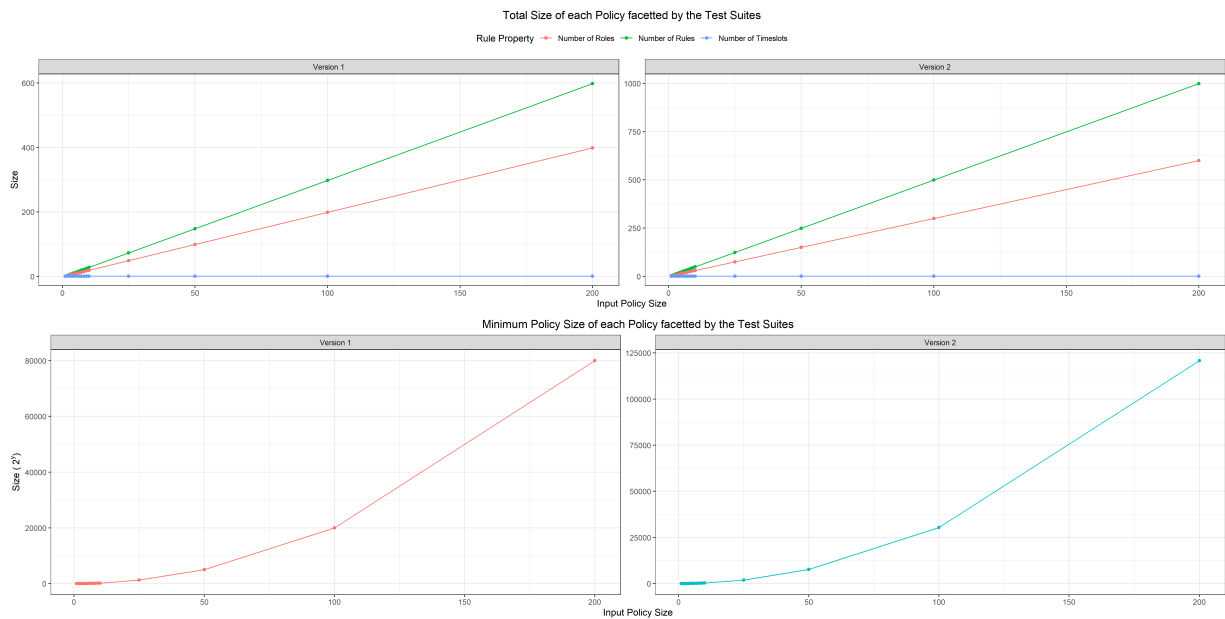 Total Size of each Policy facetted by the Test Suites
Rule Property Number of Roles Number of Rules Number of Timeslots
Version 1
Version 2
Size
600
400
200
0
1000
750
500
250
0
0 50 100 150 200
0 50 100 150 200
Input Policy Size
Minimum Policy Size of each Policy facetted by the Test Suites
Version 1
Version 2
Size ( 2^y)
80000
60000
40000
20000
0
125000
100000
75000
50000
25000
0
0 50 100 150 200
0 50 100 150 200
Input Policy Size